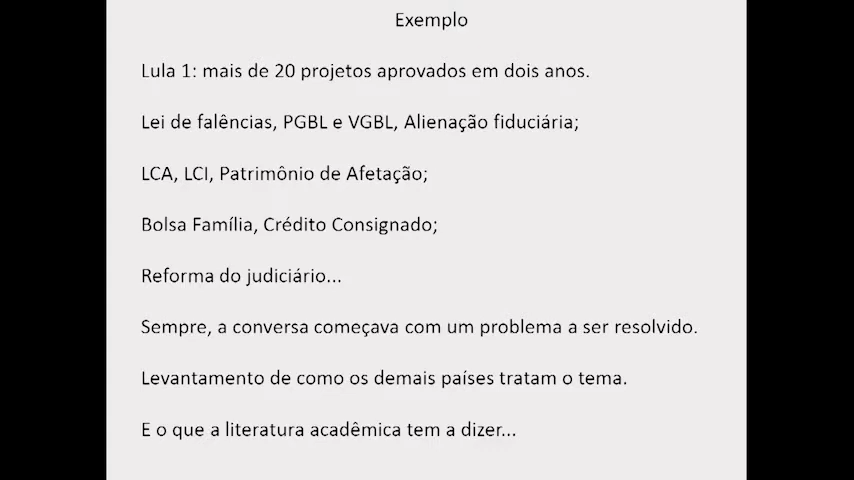 Exemplo
Lula 1: mais de 20 projetos aprovados em dois anos.
Lei de falências, PGBL e VGBL, Alienação fiduciária;
LCA, LCI, Patrimônio de Afetação;
Bolsa Família, Crédito Consignado;
Reforma do judiciário...
Sempre, a conversa começava com um problema a ser resolvido.
Levantamento de como os demais países tratam o tema.
E o que a literatura acadêmica tem a dizer...